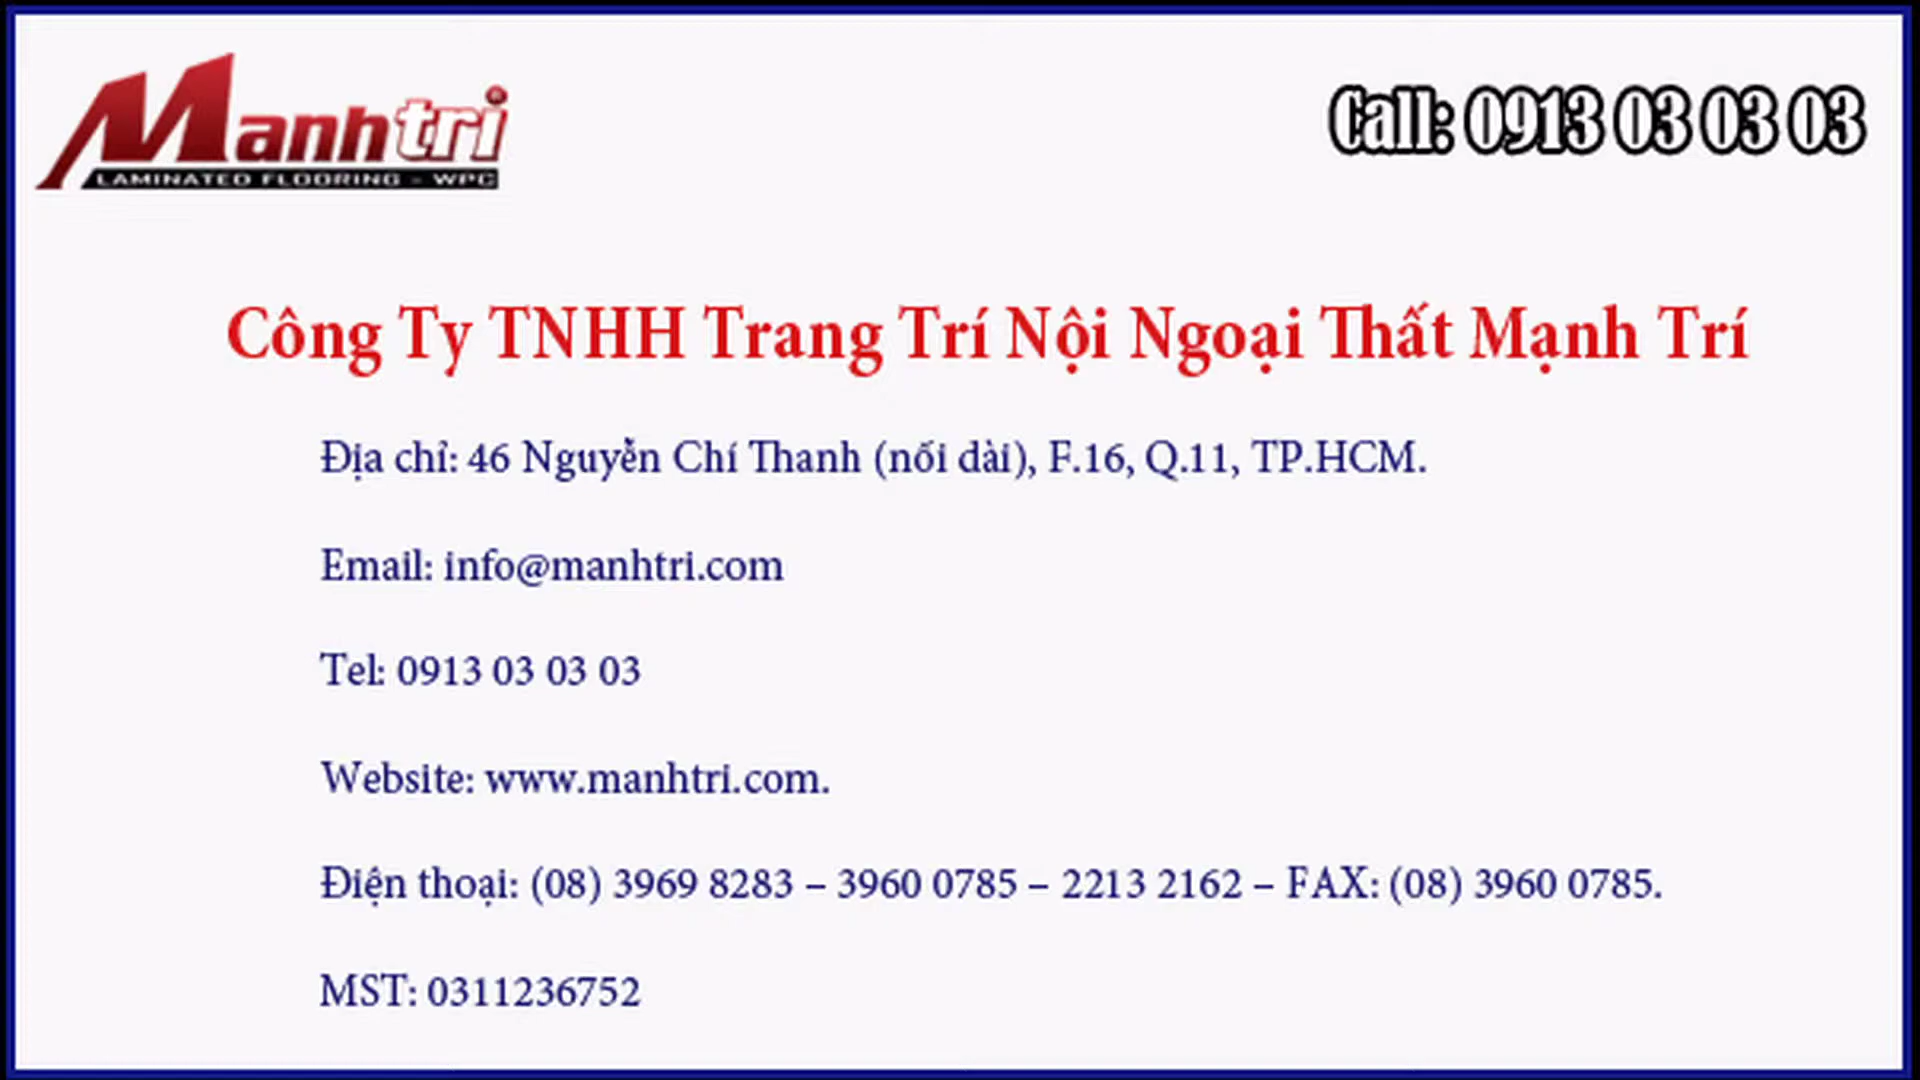 Manhtri
LAMINATED FLOORING - WPC
Call: 0913 03 03 03
Công Ty TNHH Trang Trí Nội Ngoại Thất Mạnh Trí
Địa chỉ: 46 Nguyễn Chí Thanh (nối dài), F.16, Q.11, TP.HCM.
Email: info@manhtri.com
Tel: 0913 03 03 03
Website: www.manhtri.com.
Điện thoại: (08) 3969 8283 – 3960 0785 – 2213 2162 – FAX: (08) 3960 0785.
MST: 0311236752